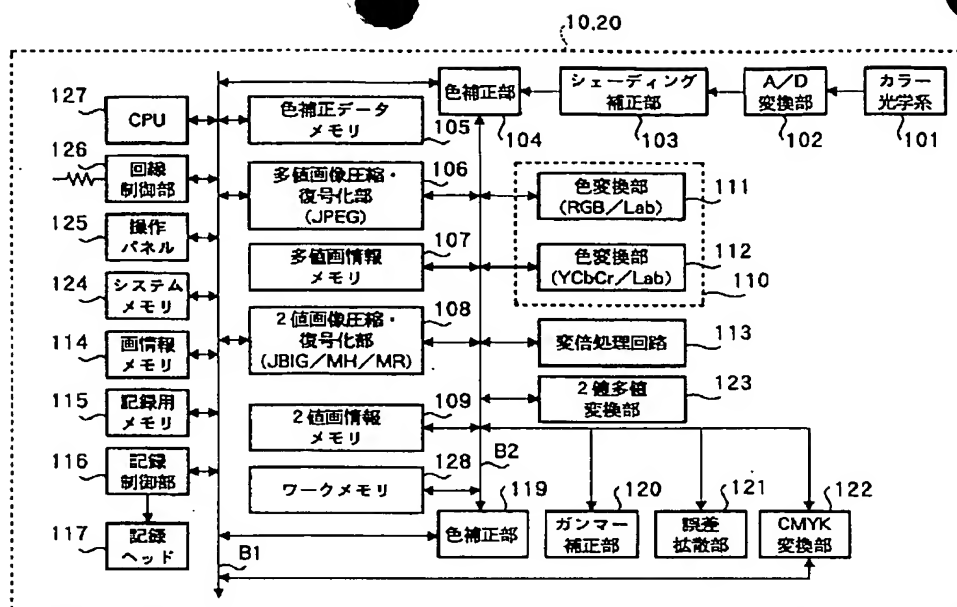 10,20
127
CPU
126
回線
制御部
125
操作
パネル
124
システム
メモリ
114
画情報
メモリ
115
記録用
メモリ
116
記録
制御部
117
記録
ヘッド
B1
色補正データ
メモリ
105
106
多値画像圧縮・
復号化部
(JPEG)
107
多値画情報
メモリ
108
2値画像圧縮・
復号化部
(JBIG/MH/MR)
109
2値画情報
メモリ
128
ワークメモリ
色補正部
104
シェーディング
補正部
103
A/D
変換部
102
カラー
光学系
101
色変換部
(RGB/Lab)
111
色変換部
(YCbCr/Lab)
112
110
変倍処理回路
113
2値多値
変換部
123
B2
119
色補正部
120
ガンマー
補正部
121
誤差
拡散部
122
CMYK
変換部